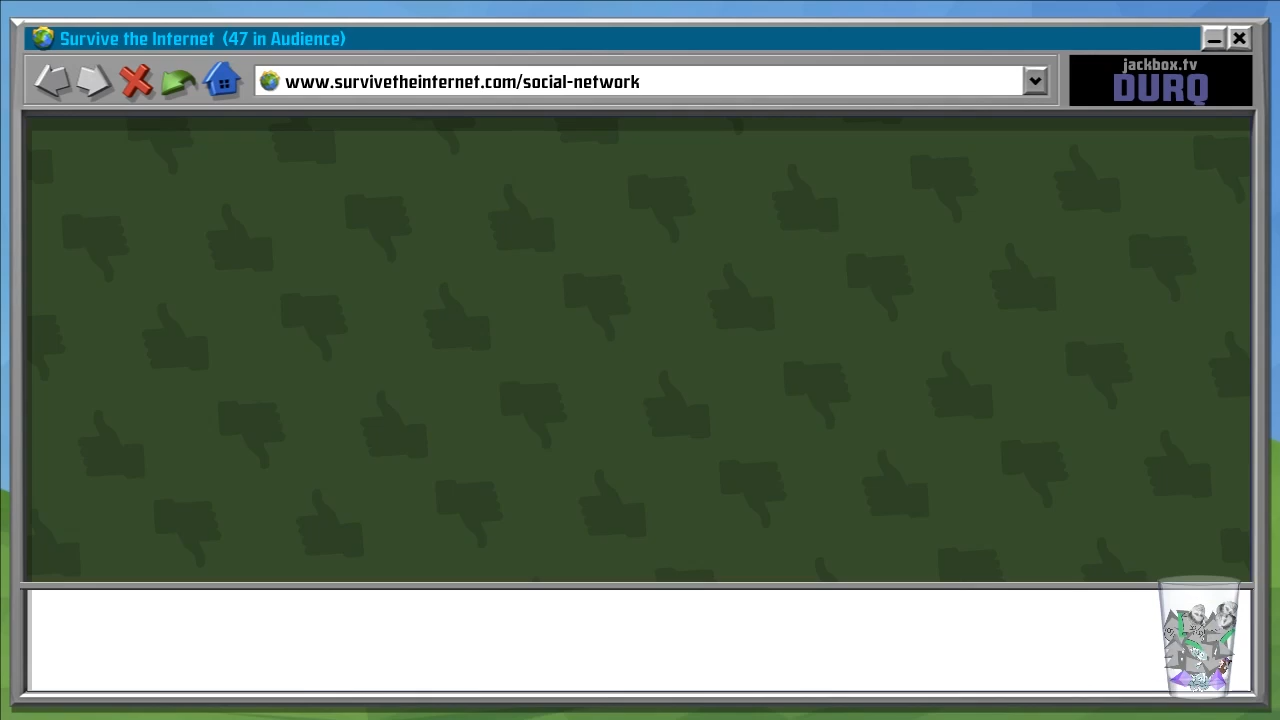 Survive the Internet (47 in Audience)
www.survivetheinternet.com/social-network
jackbox.tv
DURQ